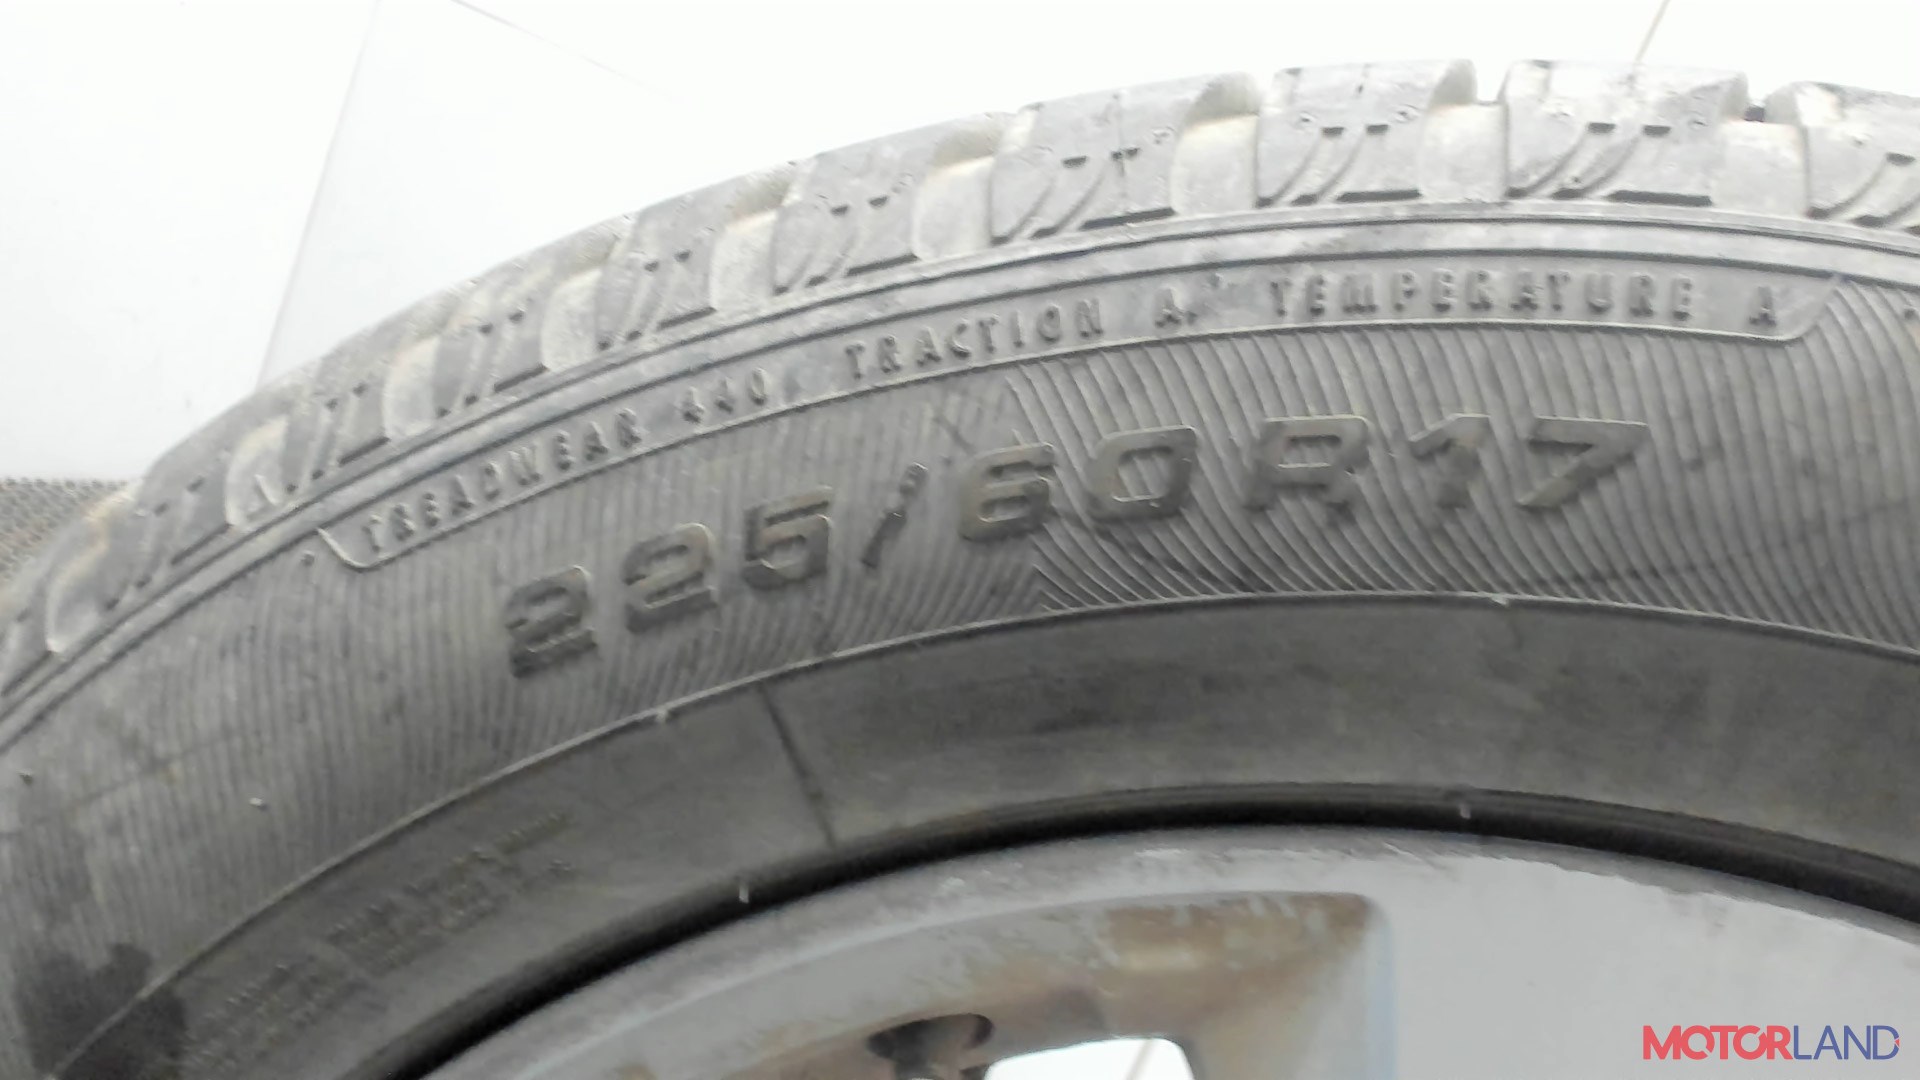 TREADWEAR 440 TRACTION A TEMPERATURE A
225/60R17
MOTORLAND